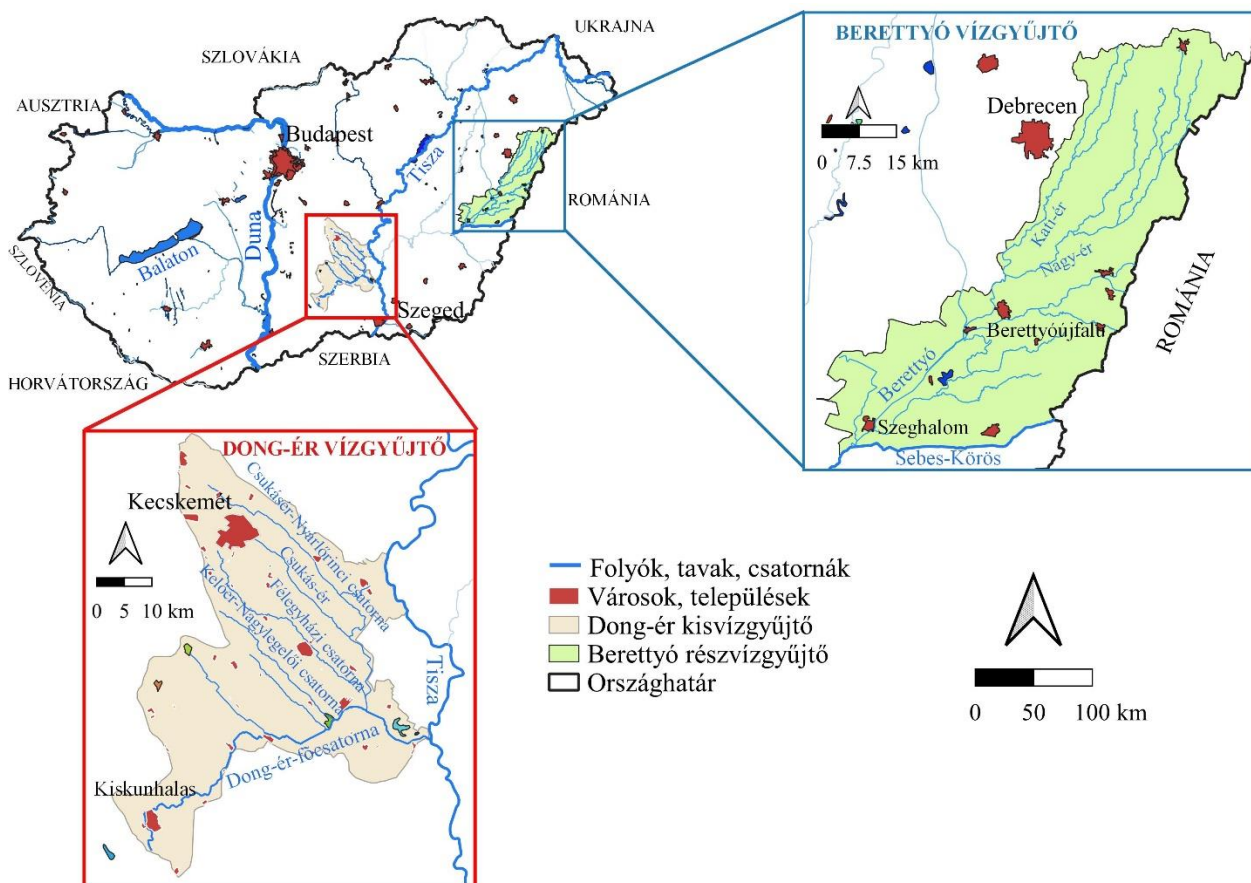 UKRAJNA
SZLOVÁKIA
AUSZTRIA
Budapest
Tisza
ROMÁNIA
Duna
Balaton
SZLOVÉNIA
Szeged
SZERBIA
HORVÁTORSZÁG
BERETTYÓ VÍZGYŰJTŐ
Debrecen
0 7.5 15 km
Kati-ér
Nagy-ér
ROMÁNIA
Berettyóújfalu
Berettyó
Szeghalom
Sebes-Körös
DONG-ÉR VÍZGYŰJTŐ
Kecskemét
Csukásér-Nyárlőrinci csatorna
Csukás-ér
Félegyházi csatorna
Kelőér-Nagylegelői csatorna
0 5 10 km
Tisza
Dong-ér-főcsatorna
Kiskunhalas
Folyók, tavak, csatornák
Városok, települések
Dong-ér kisvízgyűjtő
Berettyó részvízgyűjtő
Országhatár
0 50 100 km